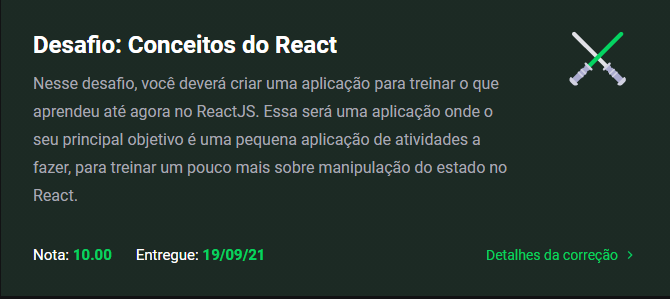 Desafio: Conceitos do React
Nesse desafio, você deverá criar uma aplicação para treinar o que
aprendeu até agora no ReactJS. Essa será uma aplicação onde o
seu principal objetivo é uma pequena aplicação de atividades a
fazer, para treinar um pouco mais sobre manipulação do estado no
React.
Nota: 10.00 Entregue: 19/09/21 Detalhes da correção